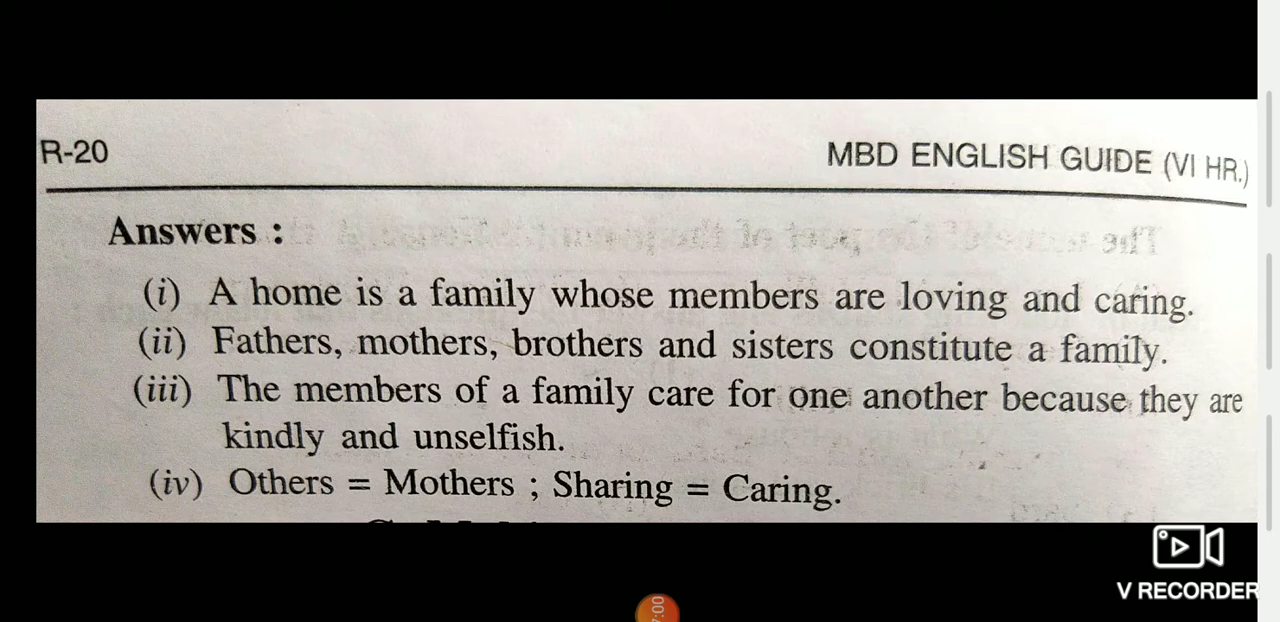 R-20 MBD ENGLISH GUIDE (VI HR.)
Answers :
(i) A home is a family whose members are loving and caring.
(ii) Fathers, mothers, brothers and sisters constitute a family.
(iii) The members of a family care for one another because they are
kindly and unselfish.
(iv) Others = Mothers ; Sharing = Caring.
V RECORDER
:00